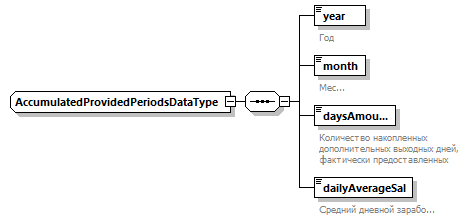 year
Год
month
Мес...
AccumulatedProvidedPeriodsDataType
daysAmou...
Количество накопленных
дополнительных выходных дней,
фактически предоставленных
dailyAverageSal
Средний дневной зарабо...